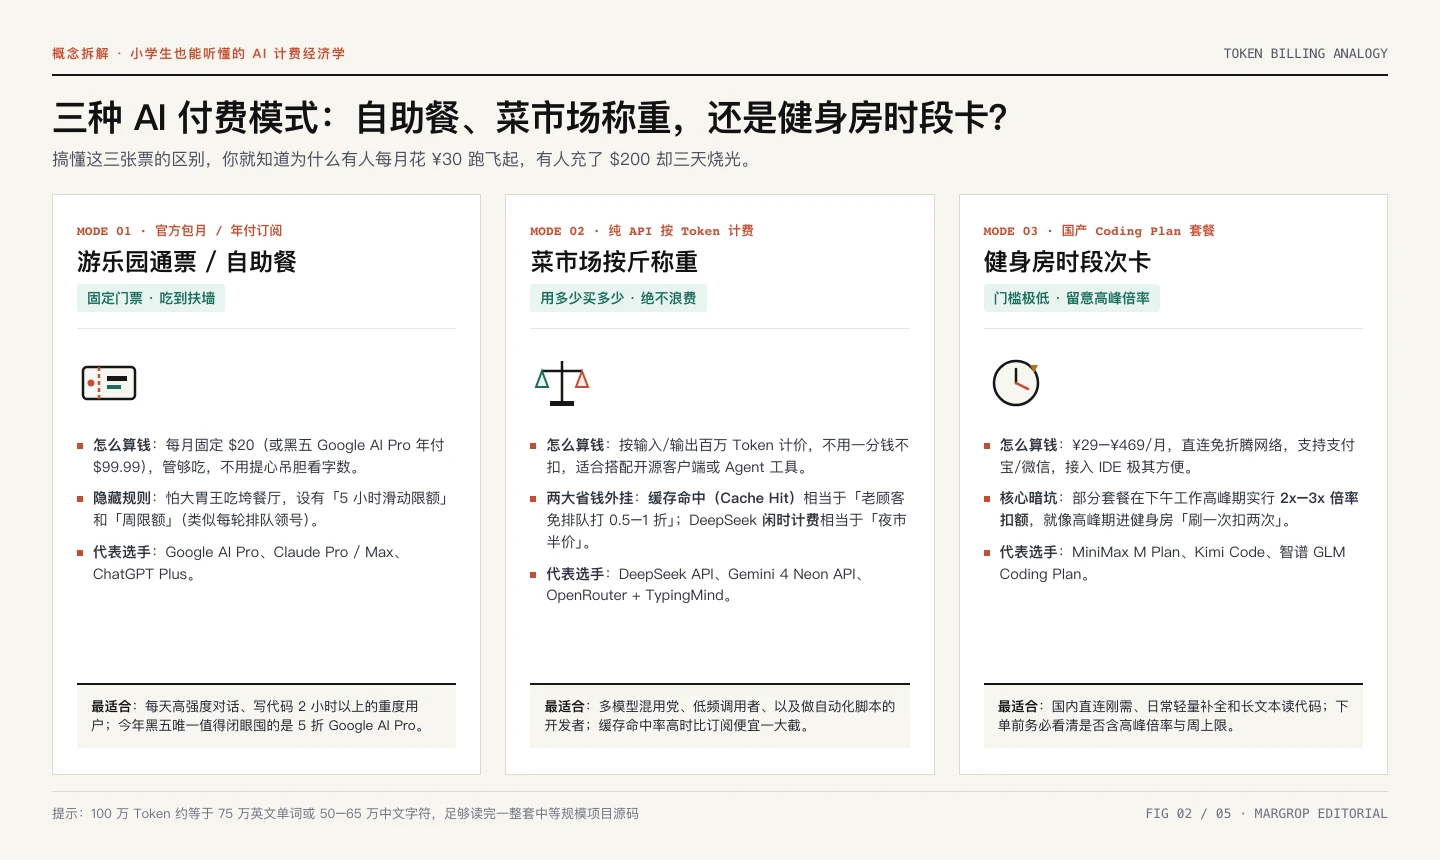 概念拆解 · 小学生也能听懂的 AI 计费经济学
TOKEN BILLING ANALOGY
三种 AI 付费模式：自助餐、菜市场称重，还是健身房时段卡？
搞懂这三张票的区别，你就知道为什么有人每月花 ¥30 跑飞起，有人充了 $200 却三天烧光。
MODE 01 · 官方包月 / 年付订阅
游乐园通票 / 自助餐
固定门票 · 吃到扶墙
怎么算钱：每月固定 $20（或黑五 Google AI Pro 年付
$99.99），管够吃，不用提心吊胆看字数。
隐藏规则：怕大胃王吃垮餐厅，设有「5 小时滑动限额」
和「周限额」（类似每轮排队领号）。
代表选手：Google AI Pro、Claude Pro / Max、
ChatGPT Plus。
最适合：每天高强度对话、写代码 2 小时以上的重度用
户；今年黑五唯一值得闭眼囤的是 5 折 Google AI Pro。
MODE 02 · 纯 API 按 Token 计费
菜市场按斤称重
用多少买多少 · 绝不浪费
怎么算钱：按输入/输出百万 Token 计价，不用一分钱不
扣，适合搭配开源客户端或 Agent 工具。
两大省钱外挂：缓存命中（Cache Hit）相当于「老顾客
免排队打 0.5—1 折」；DeepSeek 闲时计费相当于「夜市
半价」。
代表选手：DeepSeek API、Gemini 4 Neon API、
OpenRouter + TypingMind。
最适合：多模型混用党、低频调用者、以及做自动化脚本的
开发者；缓存命中率高时比订阅便宜一大截。
MODE 03 · 国产 Coding Plan 套餐
健身房时段次卡
门槛极低 · 留意高峰倍率
怎么算钱：¥29—¥469/月，直连免折腾网络，支持支付
宝/微信，接入 IDE 极其方便。
核心暗坑：部分套餐在下午工作高峰期实行 2x—3x 倍率
扣额，就像高峰期进健身房「刷一次扣两次」。
代表选手：MiniMax M Plan、Kimi Code、智谱 GLM
Coding Plan。
最适合：国内直连刚需、日常轻量补全和长文本读代码；下
单前务必看清是否含高峰倍率与周上限。
提示：100 万 Token 约等于 75 万英文单词或 50—65 万中文字符，足够读完一整套中等规模项目源码
FIG 02 / 05 · MARGROP EDITORIAL